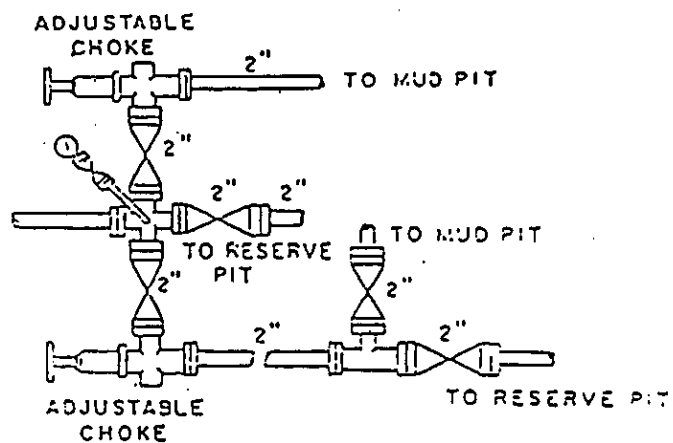 ADJUSTABLE
CHOKE
2"
TO MUD PIT
2"
2" 2"
TO RESERVE
PIT
TO MUD PIT
2"
2"
2"
2"
TO RESERVE PIT
ADJUSTABLE
CHOKE